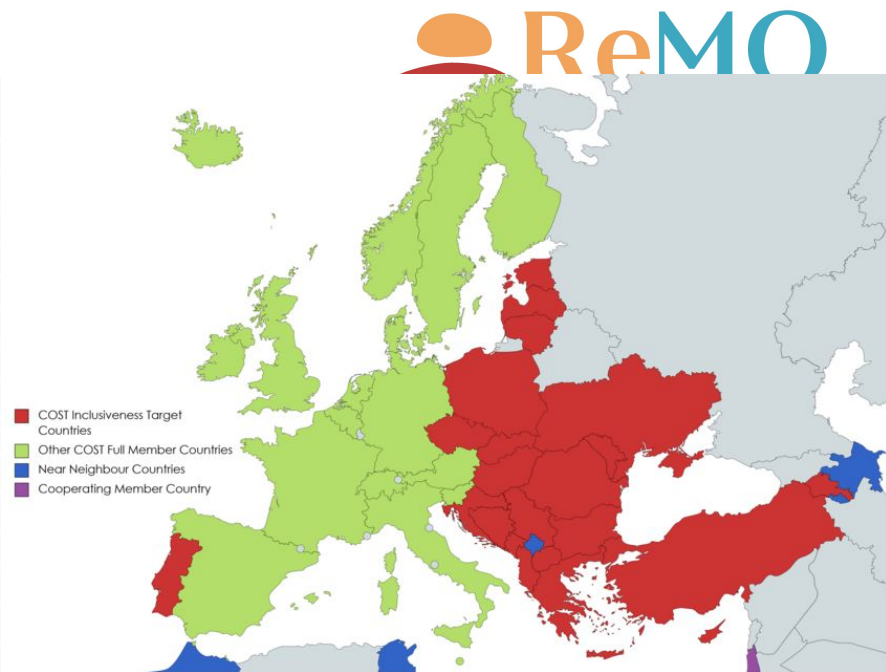 ReMO
COST Inclusiveness Target
Countries
Other COST Full Member Countries
Near Neighbour Countries
Cooperating Member Country